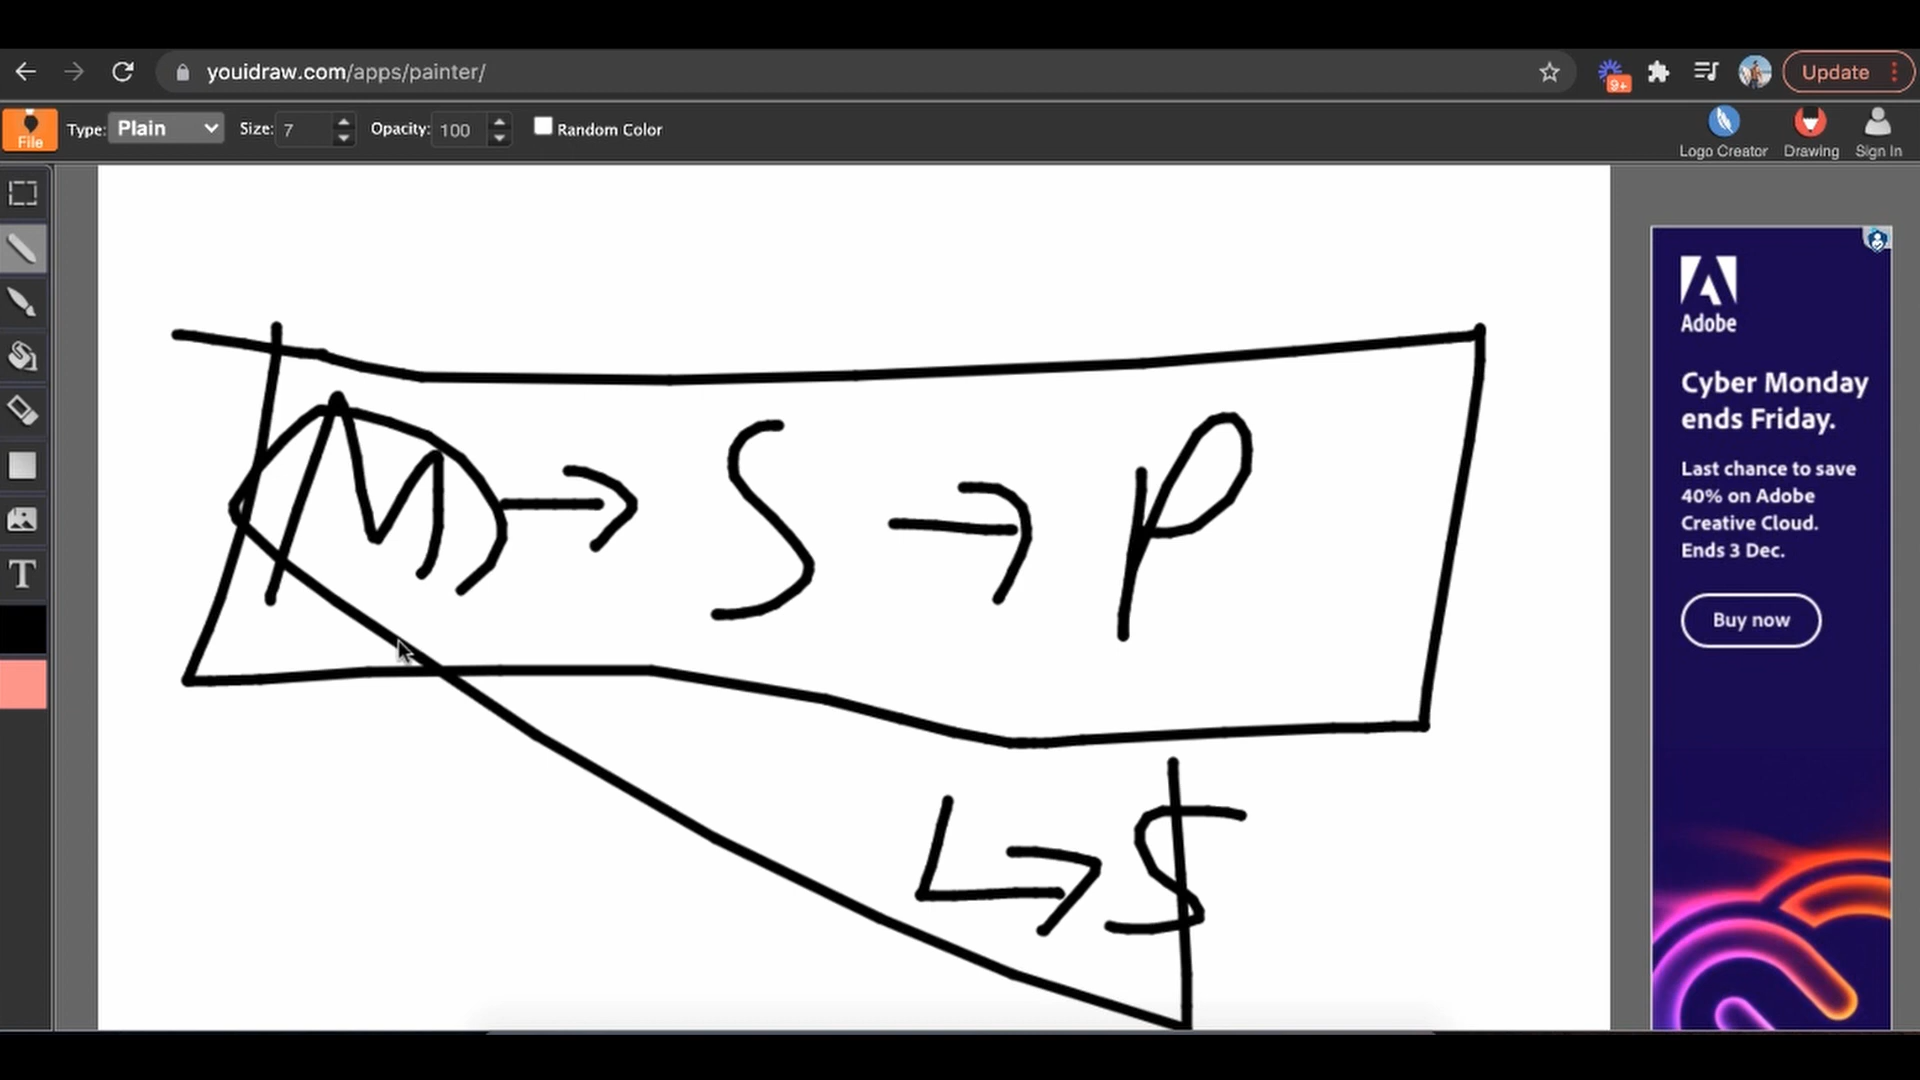 youidraw.com/apps/painter/
9+
Update
File
Type: Plain
Size: 7
Opacity: 100
Random Color
Logo Creator
Drawing
Sign In
M → S → P
↳ $
T
Adobe
Cyber Monday
ends Friday.
Last chance to save
40% on Adobe
Creative Cloud.
Ends 3 Dec.
Buy now